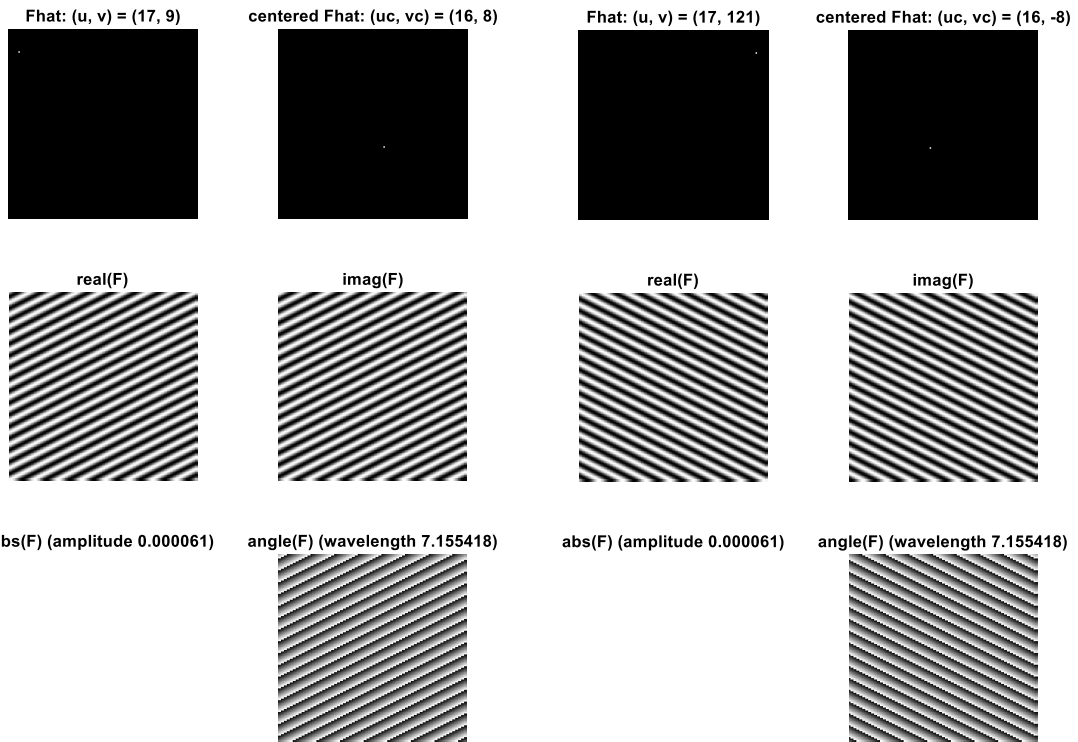 Fhat: (u, v) = (17, 9)
centered Fhat: (uc, vc) = (16, 8)
Fhat: (u, v) = (17, 121)
centered Fhat: (uc, vc) = (16, -8)
real(F)
imag(F)
real(F)
imag(F)
bs(F) (amplitude 0.000061)
angle(F) (wavelength 7.155418)
abs(F) (amplitude 0.000061)
angle(F) (wavelength 7.155418)